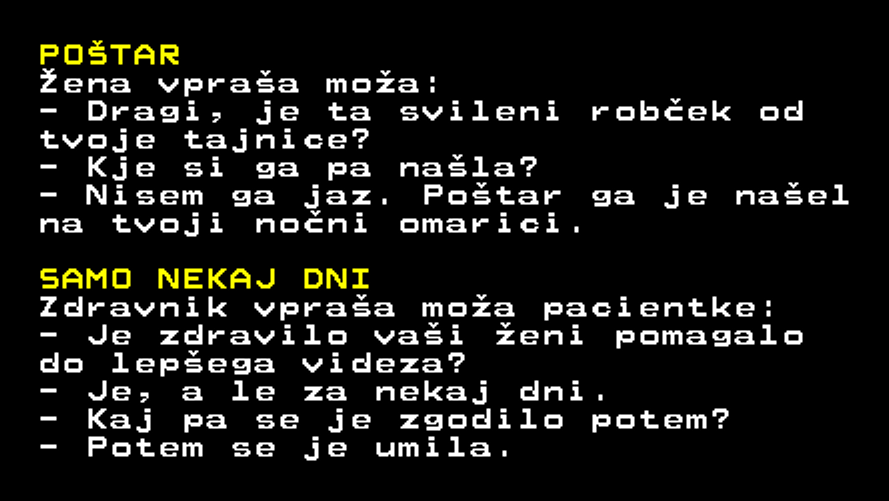 POŠTAR
Žena vpraša moža:
- Dragi, je ta svileni robček od
tvoje tajnice?
- Kje si ga pa našla?
- Nisem ga jaz. Poštar ga je našel
na tvoji nočni omarici.
SAMO NEKAJ DNI
Zdravnik vpraša moža pacientke:
- Je zdravilo vaši ženi pomagalo
do lepšega videza?
- Je, a le za nekaj dni.
- Kaj pa se je zgodilo potem?
- Potem se je umila.